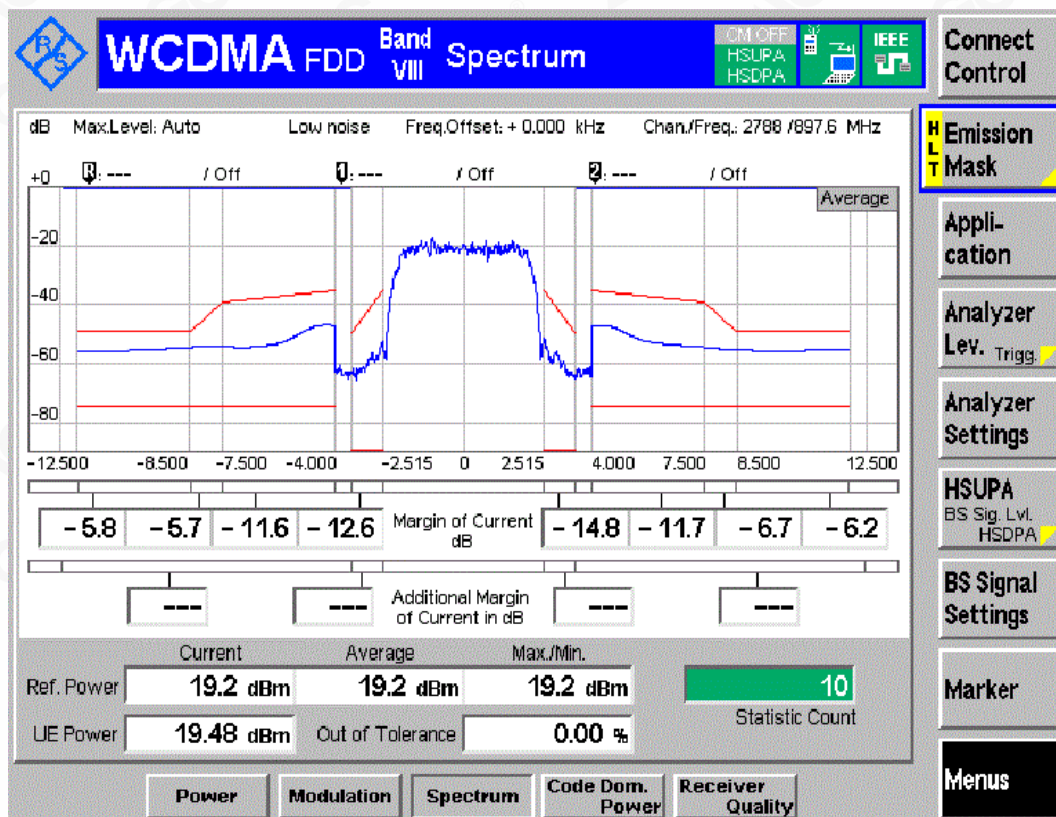 R&S
WCDMA FDD Band VIII Spectrum
CM OFF
HSUPA
HSDPA
IEEE
Connect Control
dB Max.Level: Auto Low noise Freq.Offset: + 0.000 kHz Chan./Freq.: 2788 /897.6 MHz
R: --- / Off 1: --- / Off 2: --- / Off
+0
Average
-20
-40
-60
-80
-12.500 -8.500 -7.500 -4.000 -2.515 0 2.515 4.000 7.500 8.500 12.500
- 5.8 - 5.7 - 11.6 - 12.6 Margin of Current dB - 14.8 - 11.7 - 6.7 - 6.2
--- --- Additional Margin of Current in dB --- ---
Current Average Max./Min.
Ref. Power 19.2 dBm 19.2 dBm 19.2 dBm 10
Statistic Count
UE Power 19.48 dBm Out of Tolerance 0.00 %
Power Modulation Spectrum Code Dom. Power Receiver Quality
HLT
Emission Mask
Appli-
cation
Analyzer
Lev. Trigg.
Analyzer
Settings
HSUPA
BS Sig. Lvl.
HSDPA
BS Signal
Settings
Marker
Menus